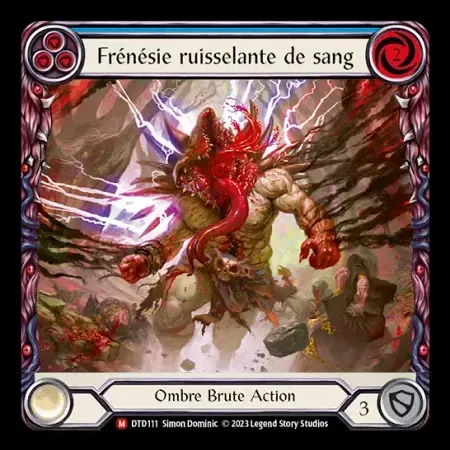 Frénésie ruisselante de sang
2
Ombre Brute Action
3
M DTD111 Simon Dominic © 2023 Legend Story Studios